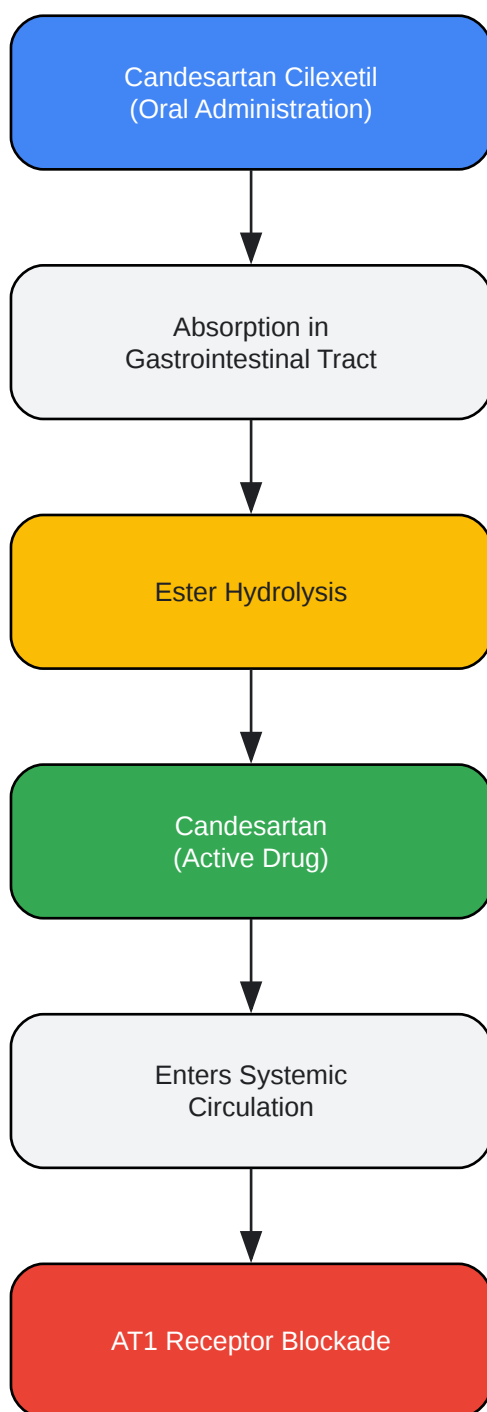 Candesartan Cilexetil
(Oral Administration)
Absorption in
Gastrointestinal Tract
Ester Hydrolysis
Candesartan
(Active Drug)
Enters Systemic
Circulation
AT1 Receptor Blockade